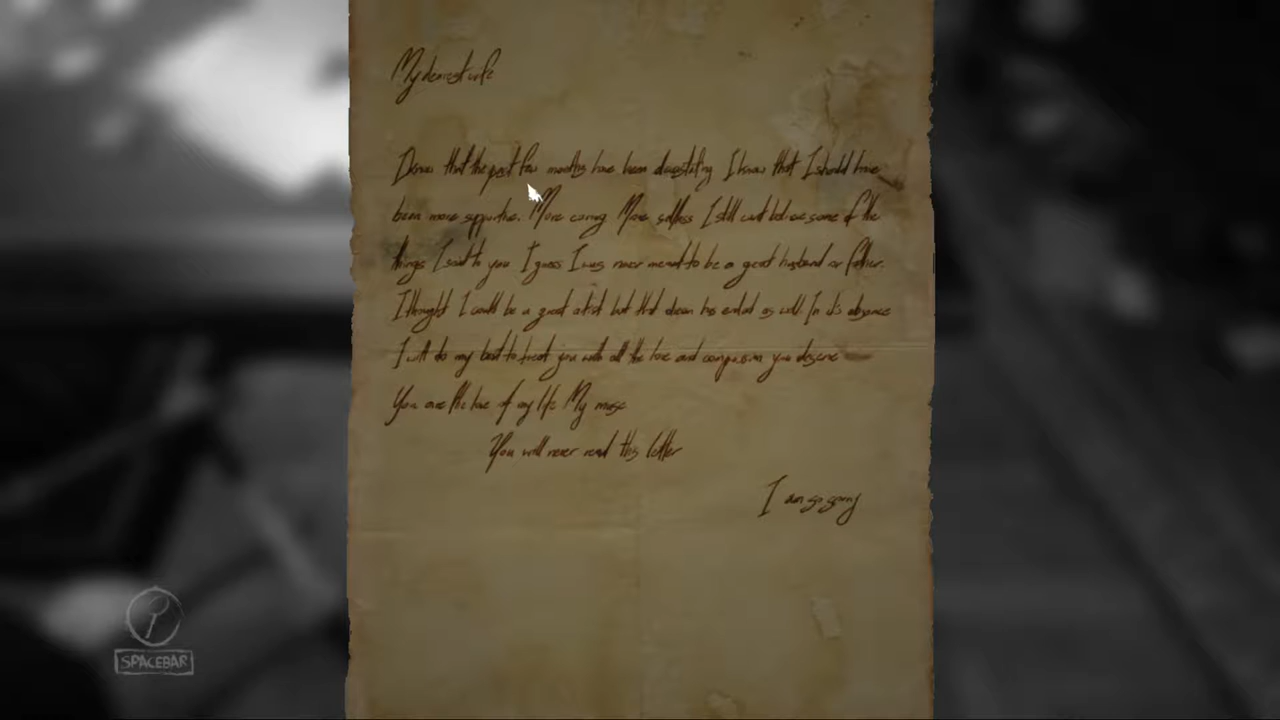 My dearest wife
I know that the past few months have been devastating I know that I should have
been more supportive. More caring More selfless I still can't believe some of the
things I said to you I guess I was never meant to be a great husband or father.
I thought I could be a great artist but that dream has ended as well. In its absence
I will do my best to treat you with all the love and compassion you deserve
You are the love of my life My muse
You will never read this letter
I am so sorry
SPACEBAR